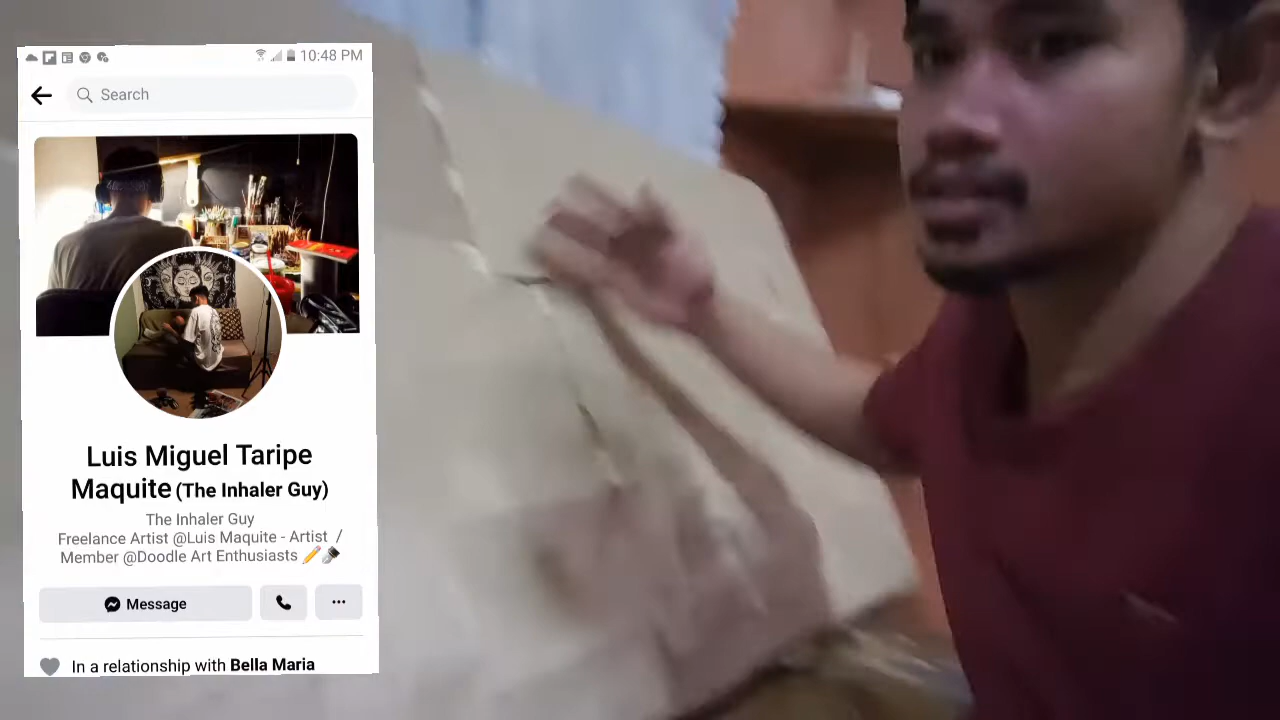 10:48 PM
Search
Luis Miguel Taripe
Maquite (The Inhaler Guy)
The Inhaler Guy
Freelance Artist @Luis Maquite - Artist /
Member @Doodle Art Enthusiasts ✏️🖋️
Message
...
In a relationship with Bella Maria